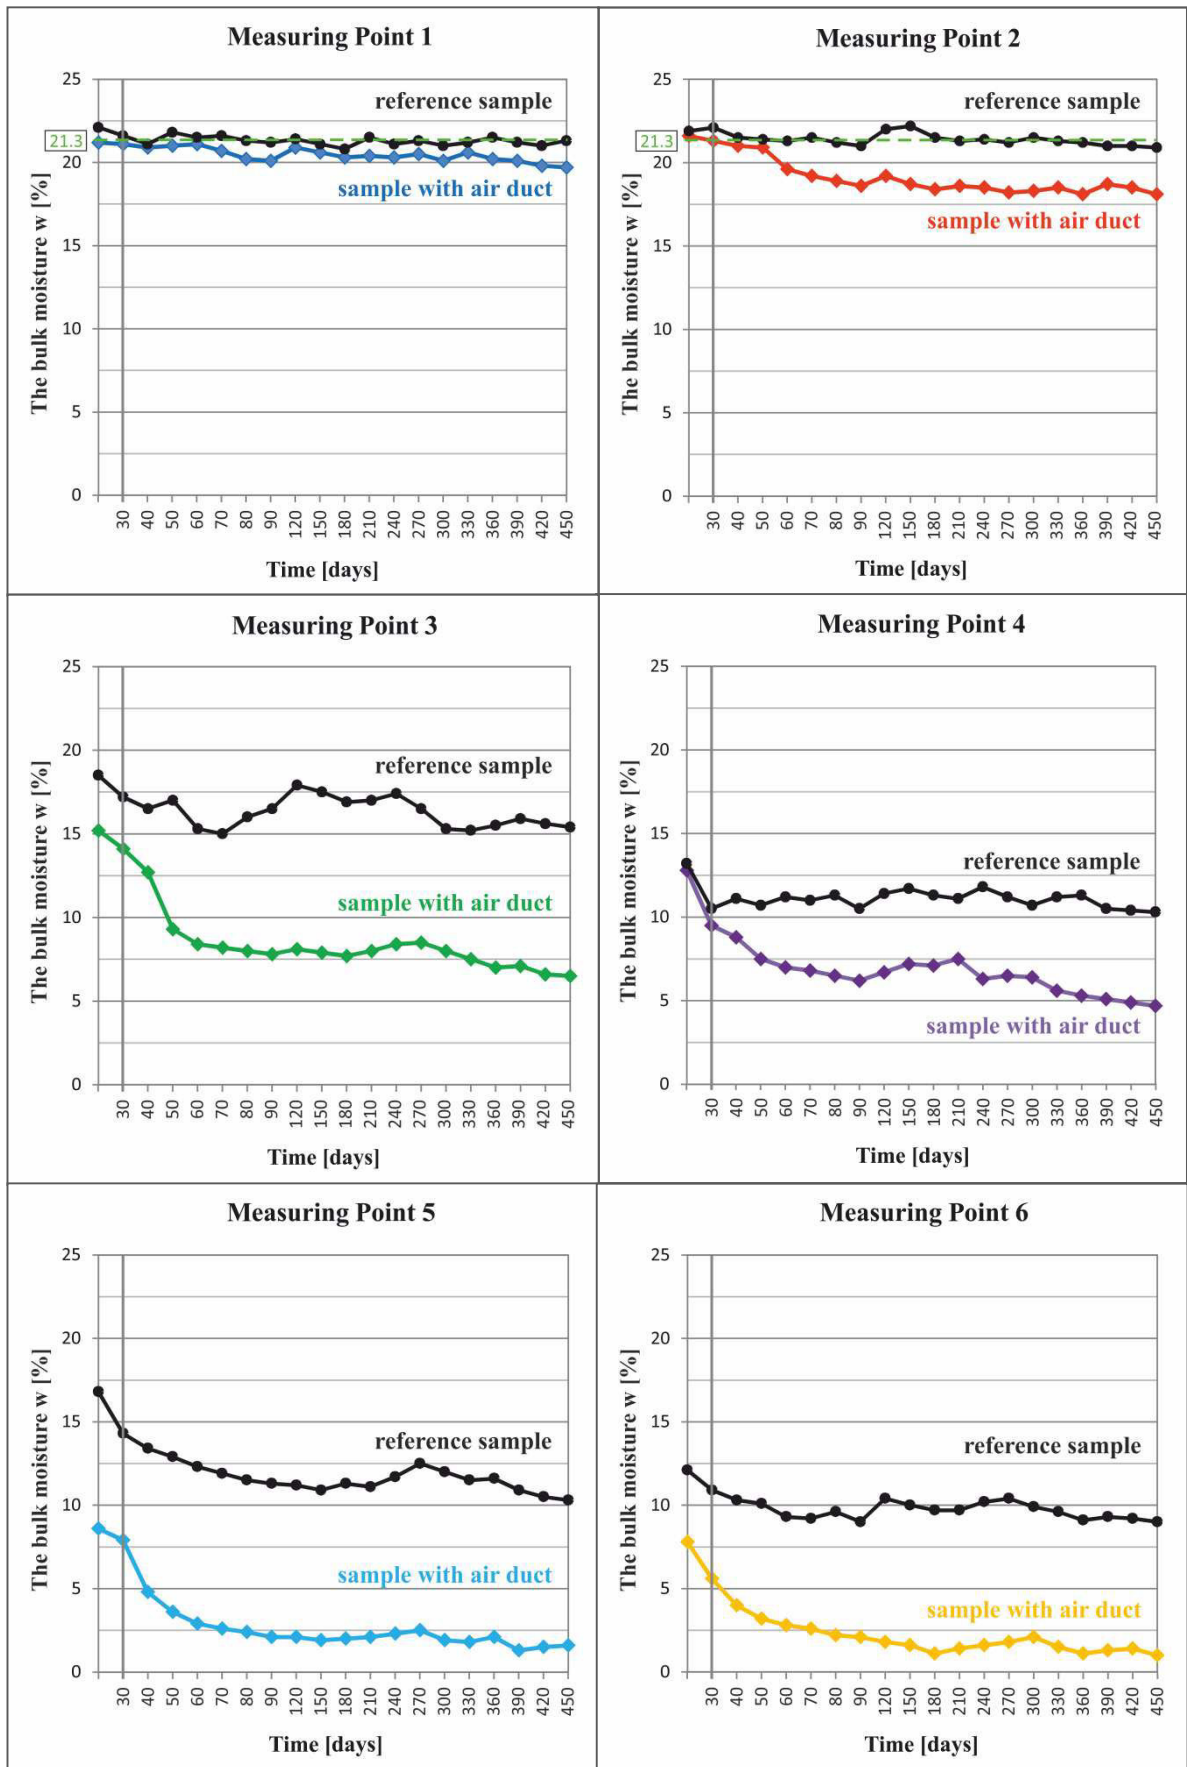 Measuring Point 1
The bulk moisture w [%]
25
21.3
20
15
10
5
0
reference sample
sample with air duct
30 40 50 60 70 80 90 120 150 180 210 240 270 300 330 360 390 420 450
Time [days]
Measuring Point 2
The bulk moisture w [%]
25
21.3
20
15
10
5
0
reference sample
sample with air duct
30 40 50 60 70 80 90 120 150 180 210 240 270 300 330 360 390 420 450
Time [days]
Measuring Point 3
The bulk moisture w [%]
25
20
15
10
5
0
reference sample
sample with air duct
30 40 50 60 70 80 90 120 150 180 210 240 270 300 330 360 390 420 450
Time [days]
Measuring Point 4
The bulk moisture w [%]
25
20
15
10
5
0
reference sample
sample with air duct
30 40 50 60 70 80 90 120 150 180 210 240 270 300 330 360 390 420 450
Time [days]
Measuring Point 5
The bulk moisture w [%]
25
20
15
10
5
0
reference sample
sample with air duct
30 40 50 60 70 80 90 120 150 180 210 240 270 300 330 360 390 420 450
Time [days]
Measuring Point 6
The bulk moisture w [%]
25
20
15
10
5
0
reference sample
sample with air duct
30 40 50 60 70 80 90 120 150 180 210 240 270 300 330 360 390 420 450
Time [days]